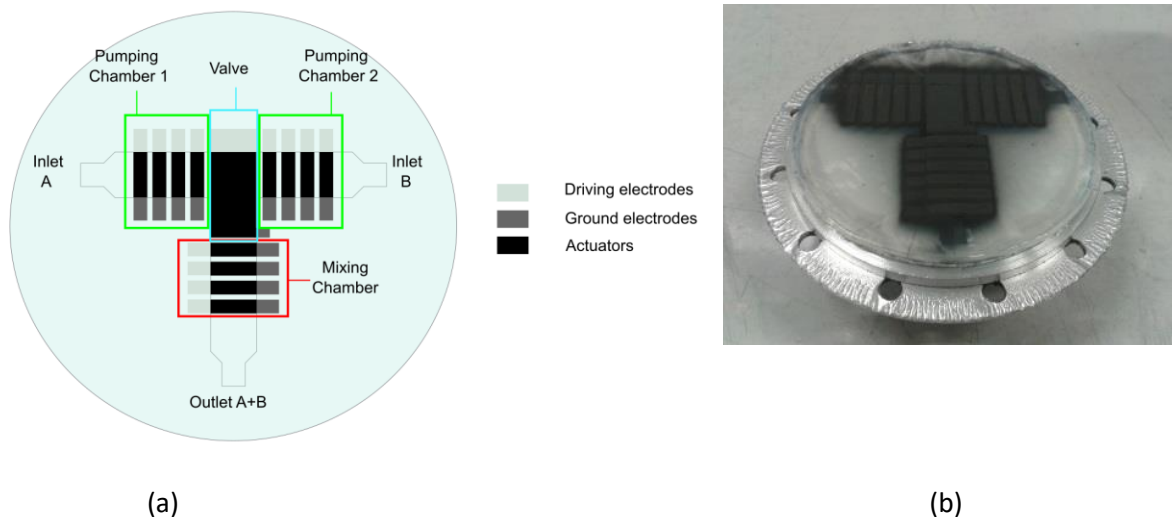 Pumping
Chamber 1
Valve
Pumping
Chamber 2
Inlet
A
Inlet
B
Mixing
Chamber
Outlet A+B
Driving electrodes
Ground electrodes
Actuators
(a)
(b)